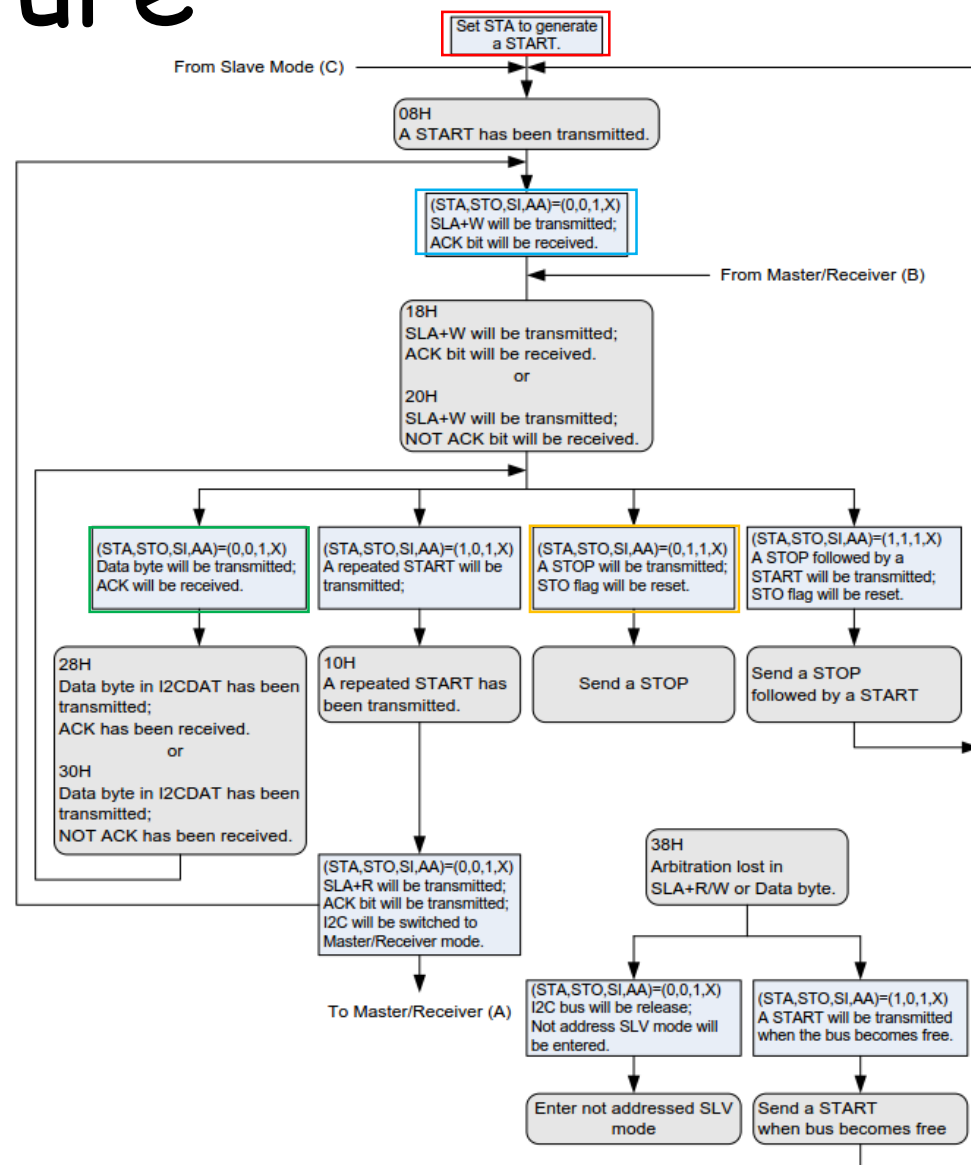 Set STA to generate
a START.
From Slave Mode (C)
08H
A START has been transmitted.
(STA,STO,SI,AA)=(0,0,1,X)
SLA+W will be transmitted;
ACK bit will be received.
From Master/Receiver (B)
18H
SLA+W will be transmitted;
ACK bit will be received.
or
20H
SLA+W will be transmitted;
NOT ACK bit will be received.
(STA,STO,SI,AA)=(0,0,1,X)
Data byte will be transmitted;
ACK will be received.
(STA,STO,SI,AA)=(1,0,1,X)
A repeated START will be
transmitted;
(STA,STO,SI,AA)=(0,1,1,X)
A STOP will be transmitted;
STO flag will be reset.
(STA,STO,SI,AA)=(1,1,1,X)
A STOP followed by a
START will be transmitted;
STO flag will be reset.
28H
Data byte in I2CDAT has been
transmitted;
ACK has been received.
or
30H
Data byte in I2CDAT has been
transmitted;
NOT ACK has been received.
10H
A repeated START has
been transmitted.
Send a STOP
Send a STOP
followed by a START
38H
Arbitration lost in
SLA+R/W or Data byte.
(STA,STO,SI,AA)=(0,0,1,X)
SLA+R will be transmitted;
ACK bit will be transmitted;
I2C will be switched to
Master/Receiver mode.
To Master/Receiver (A)
(STA,STO,SI,AA)=(0,0,1,X)
I2C bus will be release;
Not address SLV mode will
be entered.
(STA,STO,SI,AA)=(1,0,1,X)
A START will be transmitted
when the bus becomes free.
Enter not addressed SLV
mode
Send a START
when bus becomes free